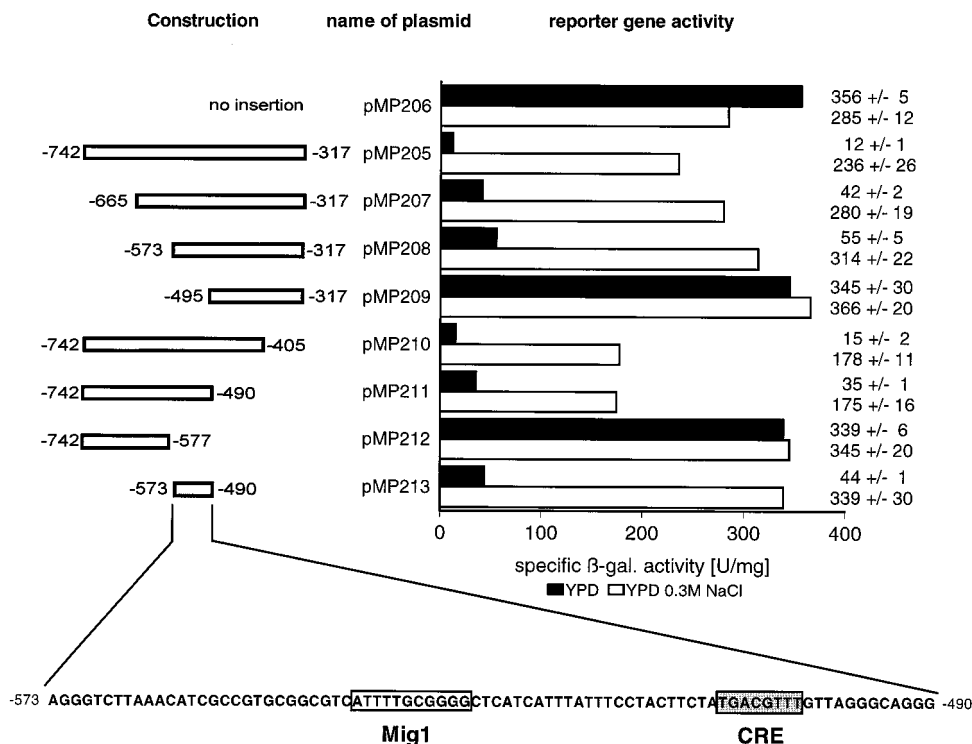 Construction name of plasmid reporter gene activity
no insertion pMP206 356 +/- 5
285 +/- 12
-742 -317 pMP205 12 +/- 1
236 +/- 26
-665 -317 pMP207 42 +/- 2
280 +/- 19
-573 -317 pMP208 55 +/- 5
314 +/- 22
-495 -317 pMP209 345 +/- 30
366 +/- 20
-742 -405 pMP210 15 +/- 2
178 +/- 11
-742 -490 pMP211 35 +/- 1
175 +/- 16
-742 -577 pMP212 339 +/- 6
345 +/- 20
-573 -490 pMP213 44 +/- 1
339 +/- 30
0 100 200 300 400
specific ß-gal. activity [U/mg]
YPD YPD 0.3M NaCl
-573 AGGGTCTTAAACATCGCCGTGCGGCGTCATTTTGCGGGGCTCATCATTTATTTCCTACTTCTATGACGTTTGTTAGGGCAGGG -490
Mig1 CRE